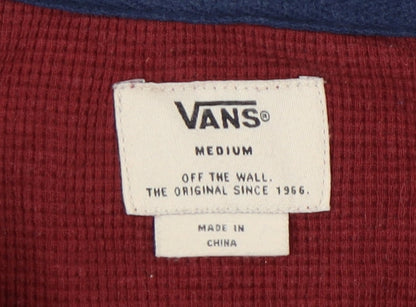 VANS®
MEDIUM
OFF THE WALL.
THE ORIGINAL SINCE 1966.
MADE IN
CHINA